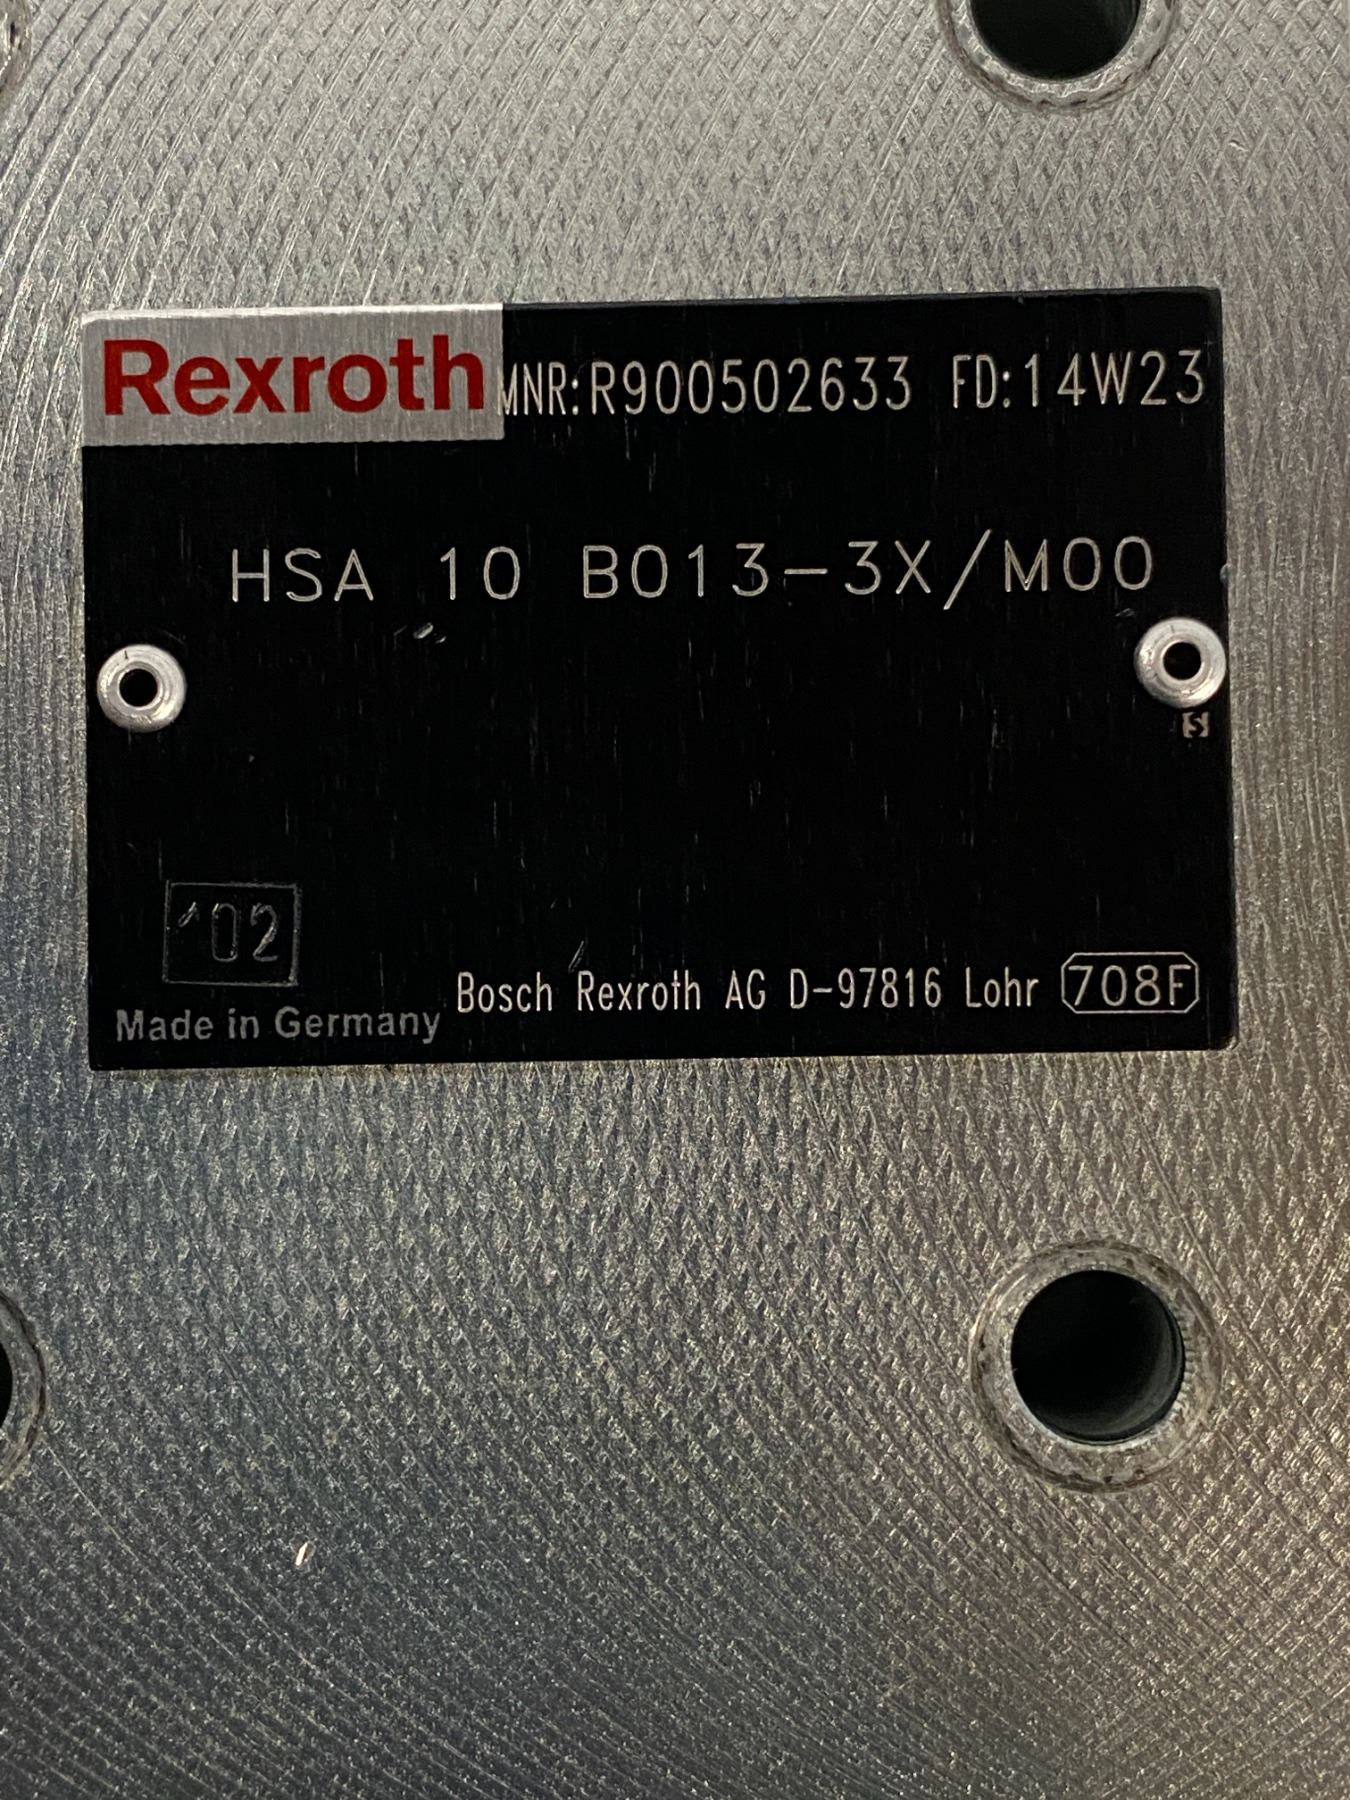 Rexroth MNR:R900502633 FD:14W23
HSA 10 B013-3X/M00
S
102
Made in Germany Bosch Rexroth AG D-97816 Lohr 708F